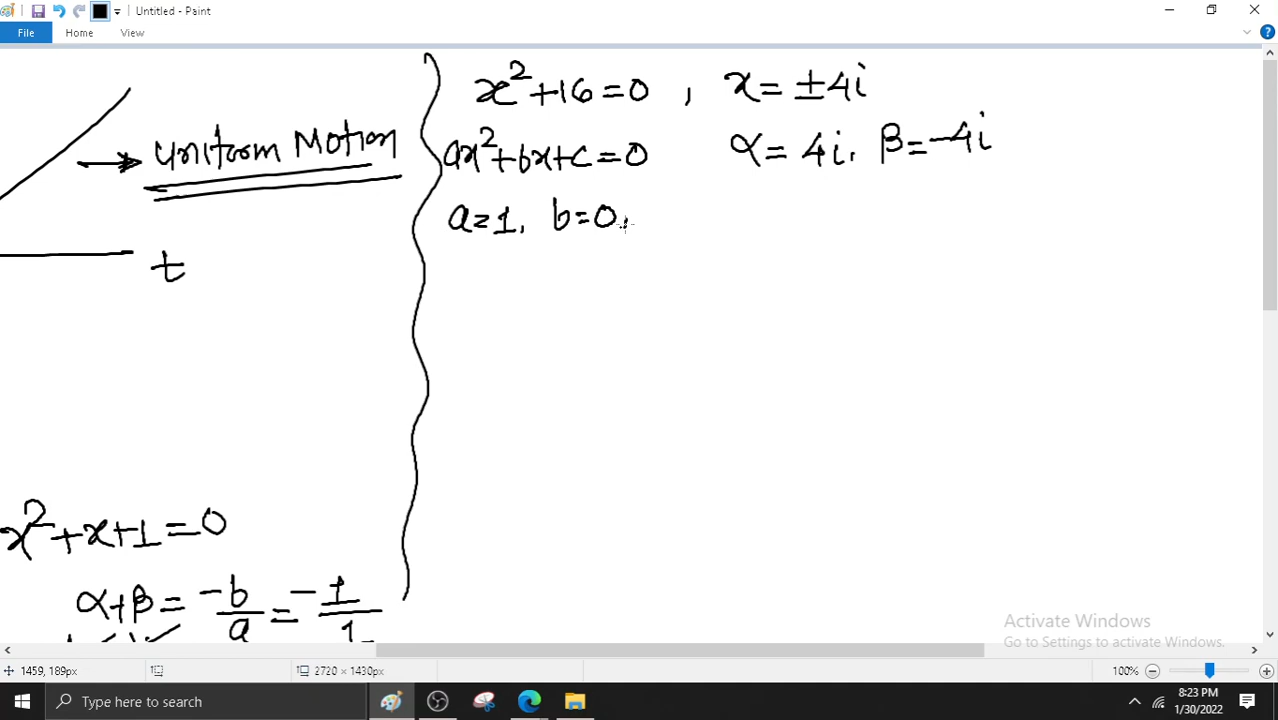 Untitled - Paint
File Home View
x² + 16 = 0 , x = ±4i
→ Uniform Motion
ax² + bx + c = 0 α = 4i, β = -4i
a = 1, b = 0,
t
x² + x + 1 = 0
α + β = -b/a = -1/1
Activate Windows
Go to Settings to activate Windows.
1459, 189px 2720 × 1430px 100%
Type here to search
8:23 PM
1/30/2022